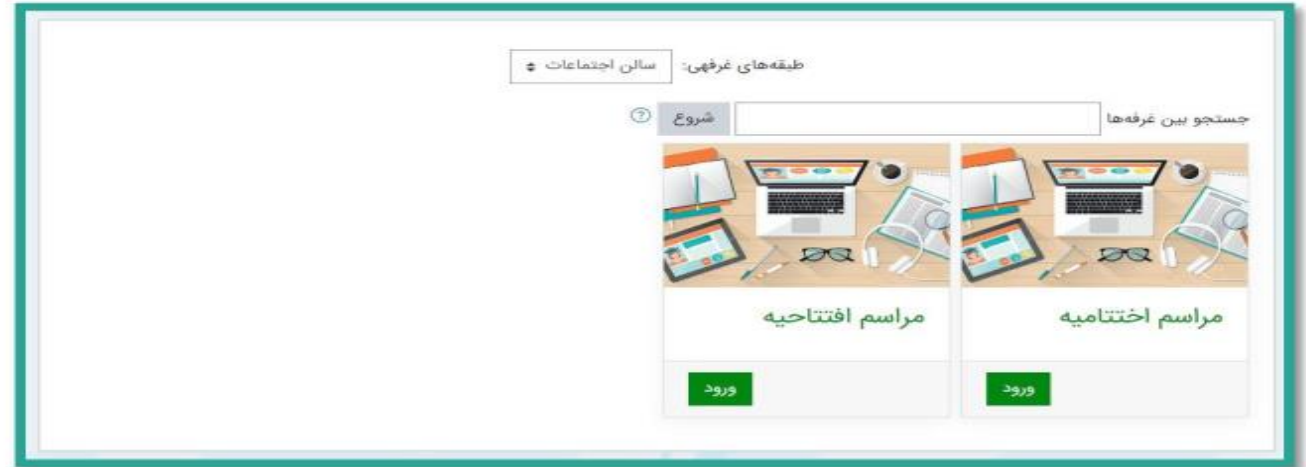 طبقه‌های غرفهی: سالن اجتماعات
جستجو بین غرفه‌ها شروع
مراسم اختتامیه
مراسم افتتاحیه
ورود
ورود